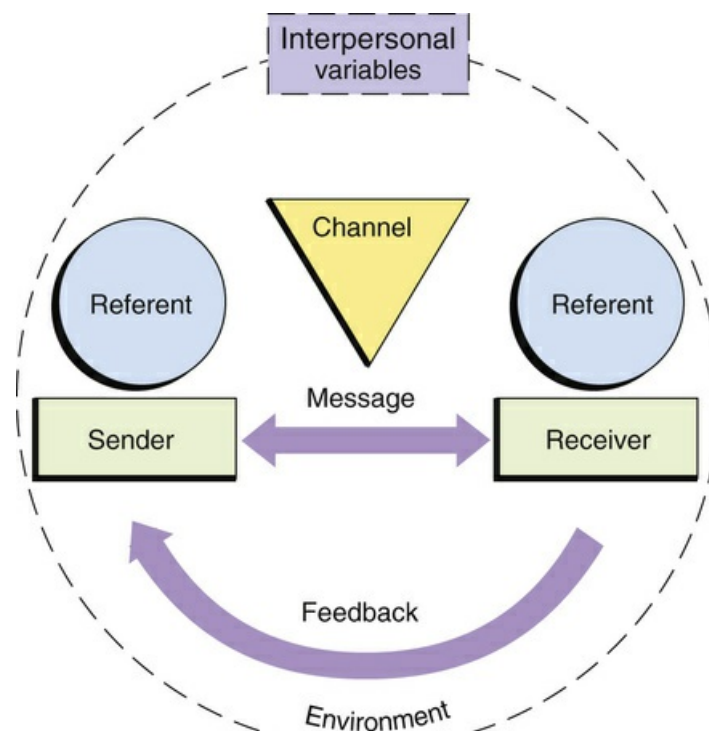 Interpersonal
variables
Channel
Referent
Referent
Message
Sender
Receiver
Feedback
Environment